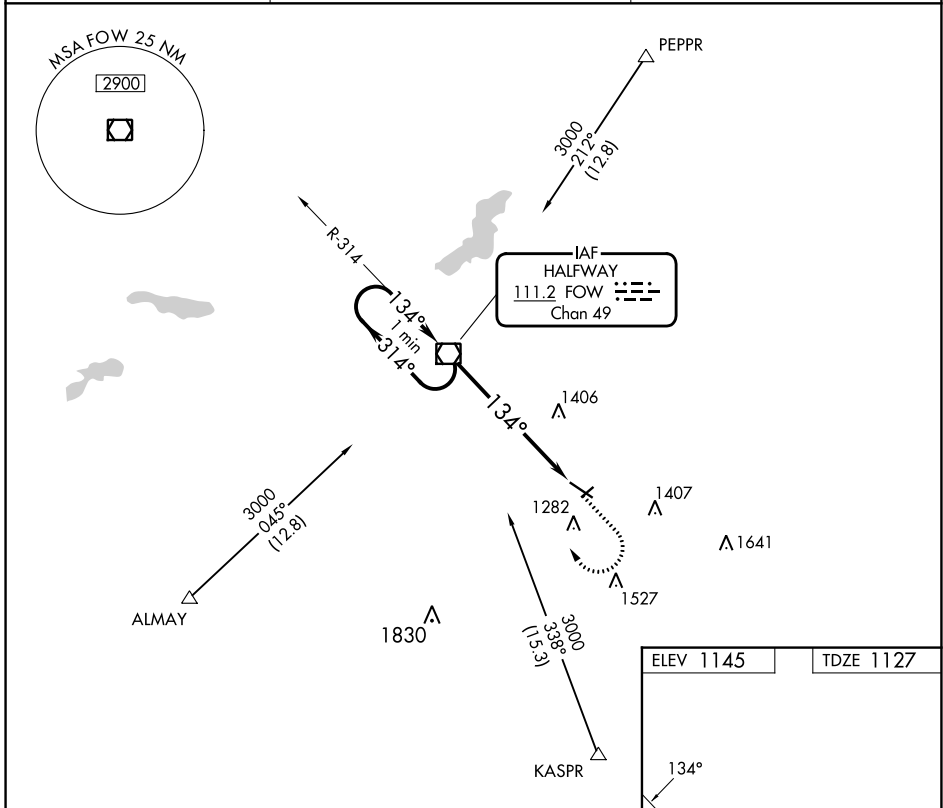 MSA FOW 25 NM
2900
PEPPR
3000
212°
(12.8)
R-314
IAF
HALFWAY
111.2 FOW
Chan 49
134°
1 min
314°
134°
1406
3000
045°
(12.8)
1282
1407
1641
1527
ALMAY
1830
3000
338°
(15.3)
KASPR
ELEV 1145
TDZE 1127
134°